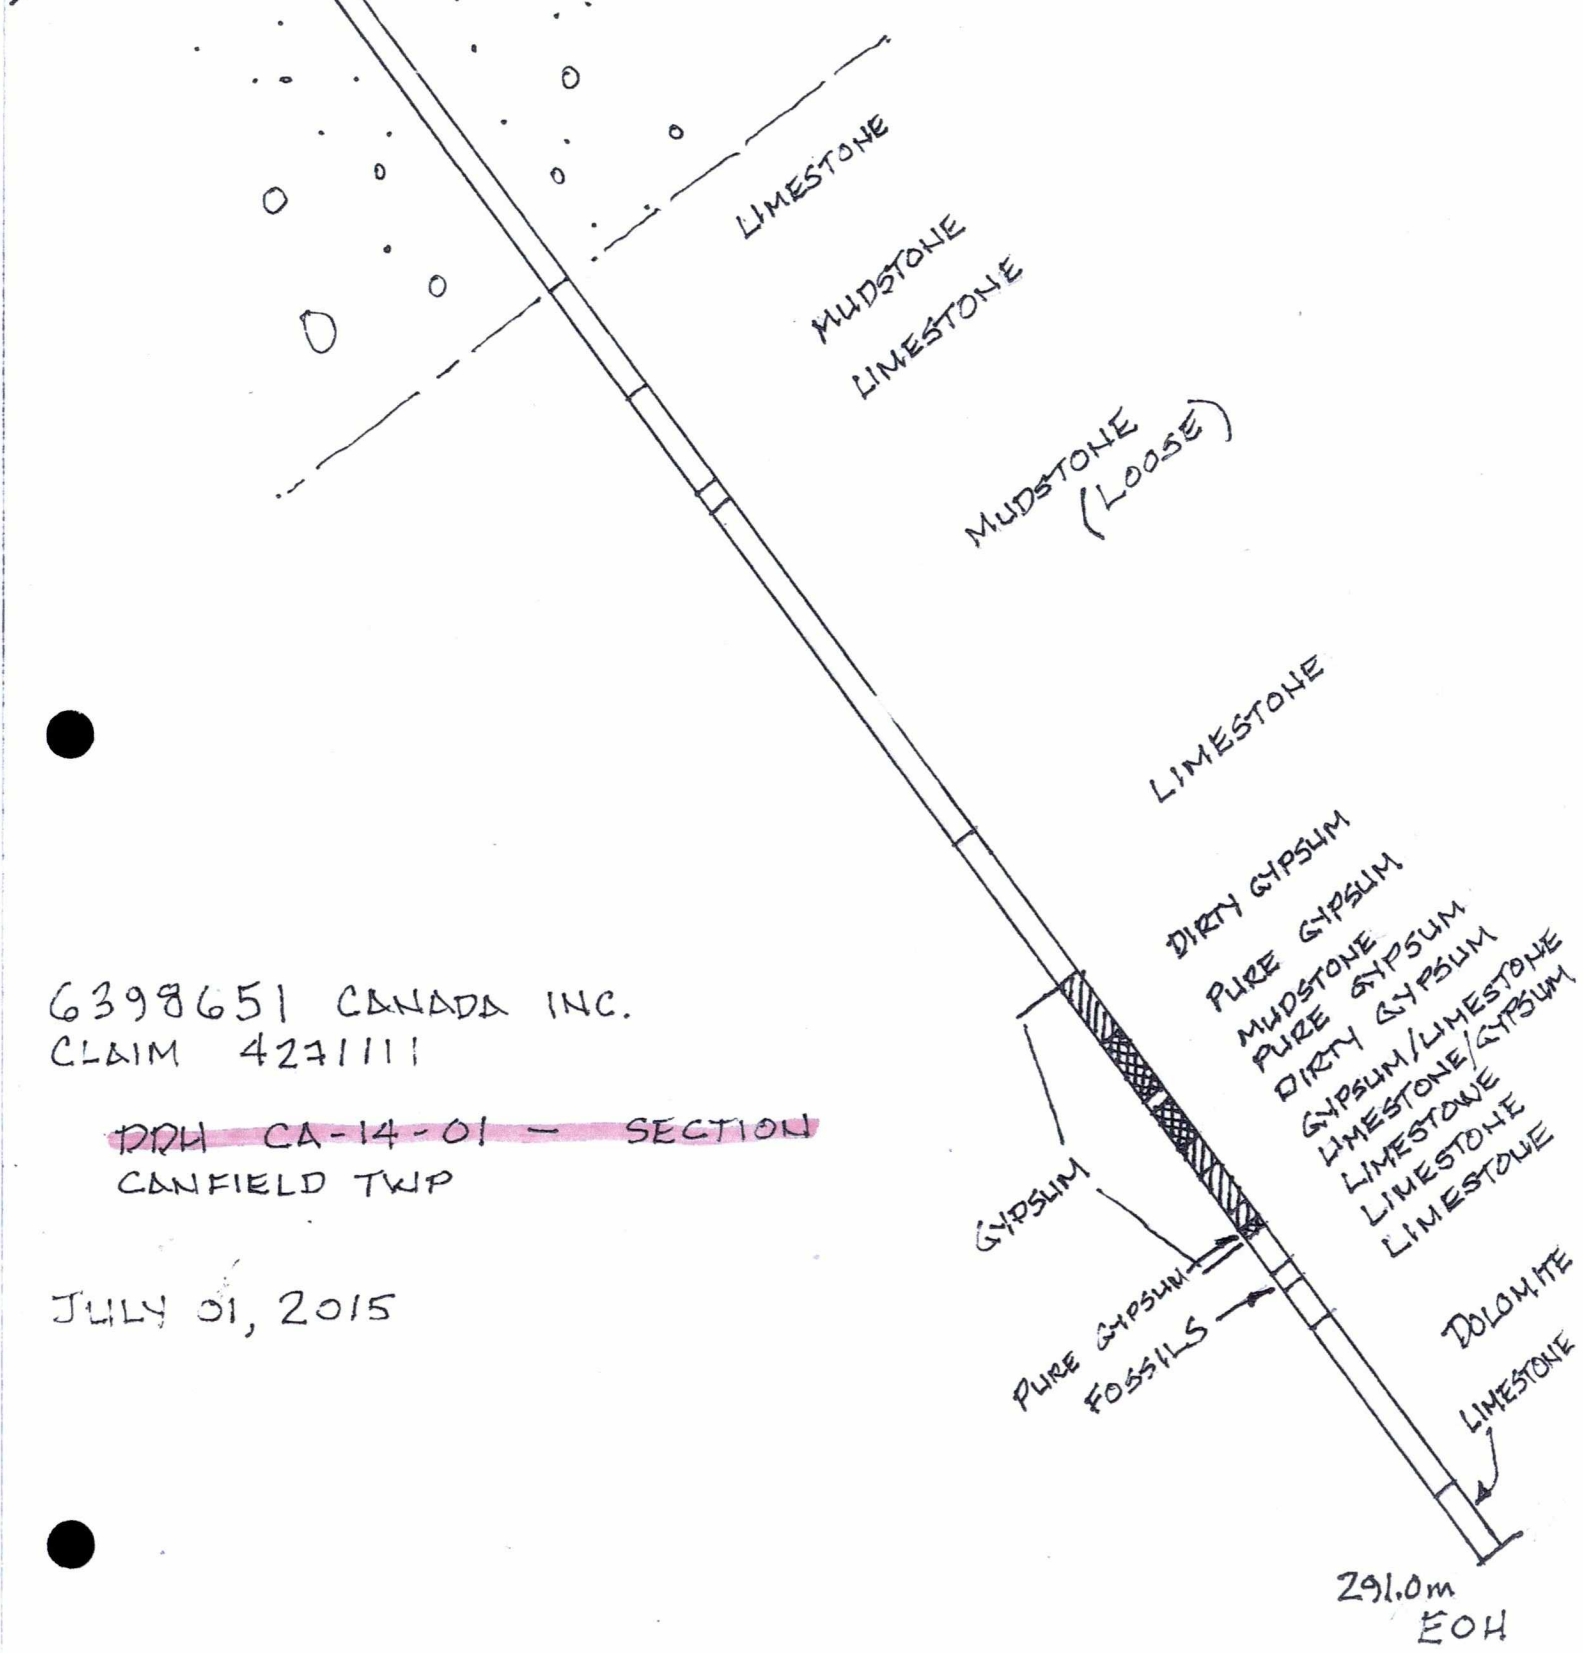 LIMESTONE
MUDSTONE
LIMESTONE
MUDSTONE
(LOOSE)
LIMESTONE
DIRTY GYPSUM
PURE GYPSUM
MUDSTONE
PURE GYPSUM
DIRTY GYPSUM
GYPSUM/LIMESTONE
LIMESTONE/GYPSUM
LIMESTONE
LIMESTONE
LIMESTONE
DOLOMITE
LIMESTONE
6398651 CANADA INC.
CLAIM 4271111
DDH CA-14-01 - SECTION
CANFIELD TWP
JULY 01, 2015
GYPSUM
PURE GYPSUM
FOSSILS
291.0m
EOH